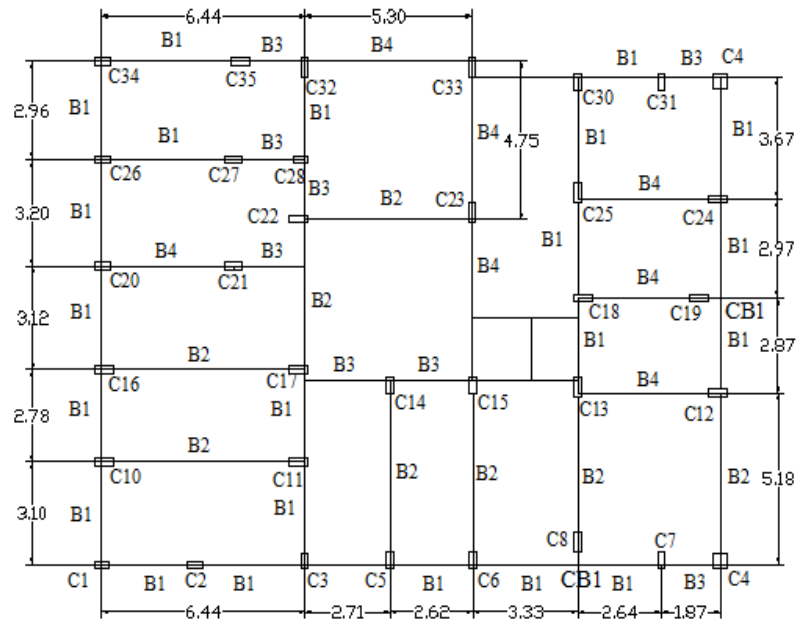 6.44 5.30
B1 B3 B4 B1 B3 C4
C34 C35 C32 C33 C30 C31
2.96 B1 B1 B4 4.75 B1 B1 3.67
B1 B3
C26 C27 C28
B3 B2 C23 B4
3.20 B1 C22 C25 C24
B4 B3 B4 B1 B1 2.97
C20 C21 B4
3.12 B1 B2 C18 C19 CB1
B2 B1 B1 2.87
C16 C17 B3 B3 B4
2.78 B1 B1 C14 C15 C13 C12
B2
C10 C11 B2 B2 B2 B2 5.18
3.10 B1 B1
C8 C7
C1 B1 C2 B1 C3 C5 B1 C6 B1 CB1 B1 B3 C4
6.44 2.71 2.62 3.33 2.64 1.87